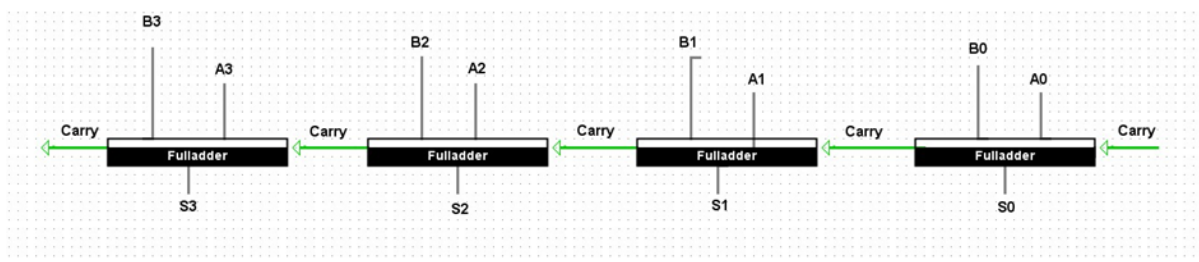 B3
A3
B2
A2
B1
A1
B0
A0
Carry
Carry
Carry
Carry
Carry
Fulladder
Fulladder
Fulladder
Fulladder
S3
S2
S1
S0